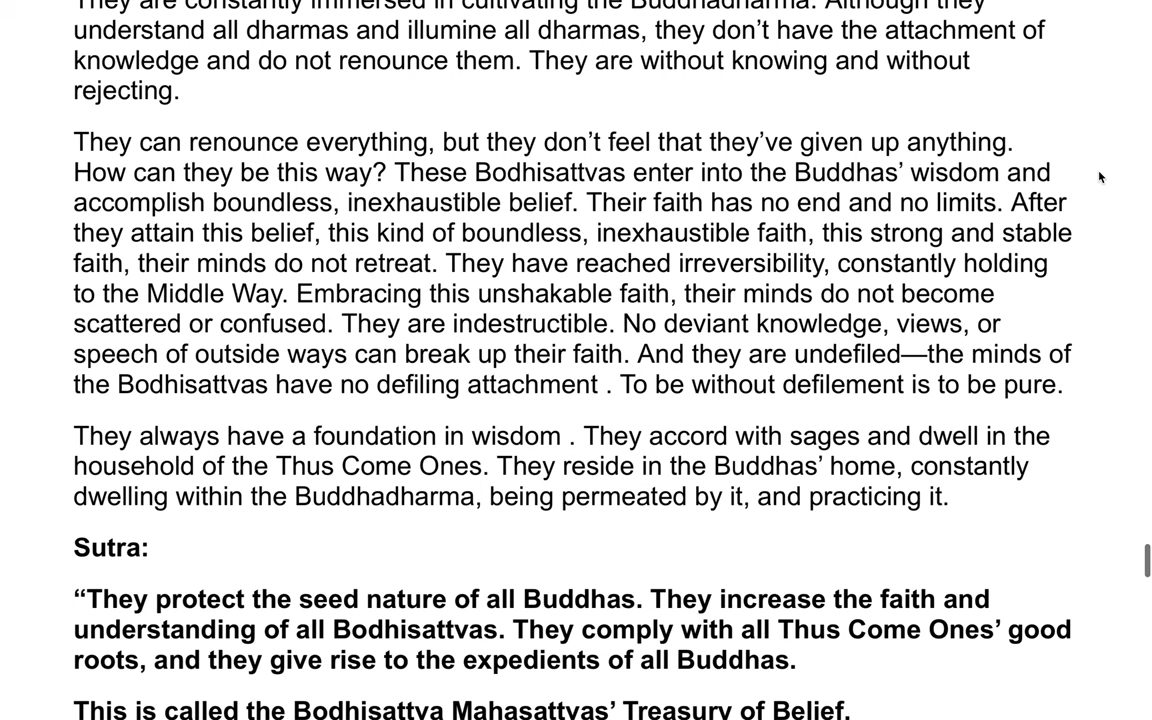 They are constantly immersed in cultivating the Buddhadharma. Although they
understand all dharmas and illumine all dharmas, they don’t have the attachment of
knowledge and do not renounce them. They are without knowing and without
rejecting.
They can renounce everything, but they don’t feel that they’ve given up anything.
How can they be this way? These Bodhisattvas enter into the Buddhas’ wisdom and
accomplish boundless, inexhaustible belief. Their faith has no end and no limits. After
they attain this belief, this kind of boundless, inexhaustible faith, this strong and stable
faith, their minds do not retreat. They have reached irreversibility, constantly holding
to the Middle Way. Embracing this unshakable faith, their minds do not become
scattered or confused. They are indestructible. No deviant knowledge, views, or
speech of outside ways can break up their faith. And they are undefiled—the minds of
the Bodhisattvas have no defiling attachment . To be without defilement is to be pure.
They always have a foundation in wisdom . They accord with sages and dwell in the
household of the Thus Come Ones. They reside in the Buddhas’ home, constantly
dwelling within the Buddhadharma, being permeated by it, and practicing it.
Sutra:
“They protect the seed nature of all Buddhas. They increase the faith and
understanding of all Bodhisattvas. They comply with all Thus Come Ones’ good
roots, and they give rise to the expedients of all Buddhas.
This is called the Bodhisattva Mahasattvas’ Treasury of Belief.